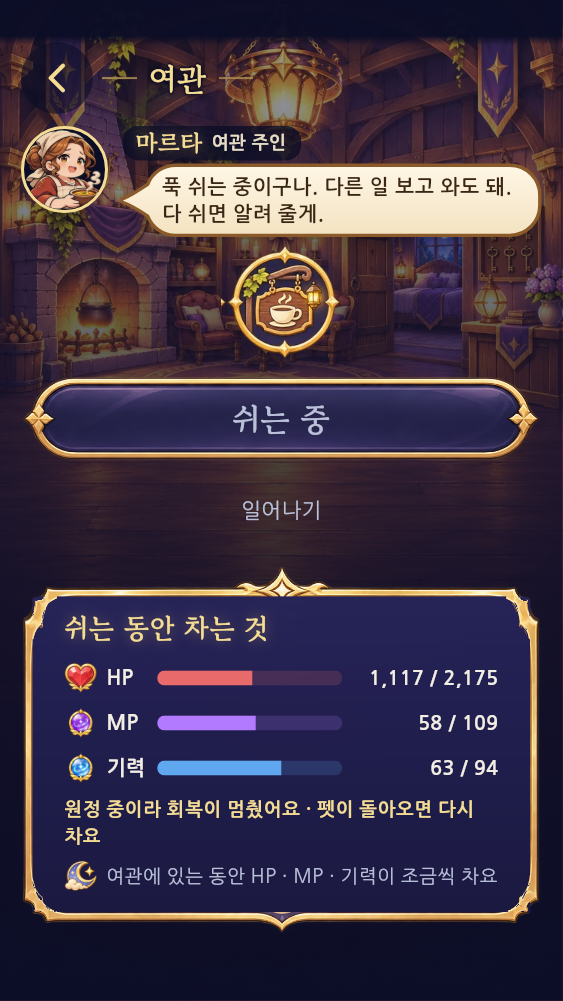 여관
마르타 여관 주인
푹 쉬는 중이구나. 다른 일 보고 와도 돼.
다 쉬면 알려 줄게.
쉬는 중
일어나기
쉬는 동안 차는 것
HP 1,117 / 2,175
MP 58 / 109
기력 63 / 94
원정 중이라 회복이 멈췄어요 · 펫이 돌아오면 다시
차요
여관에 있는 동안 HP · MP · 기력이 조금씩 차요